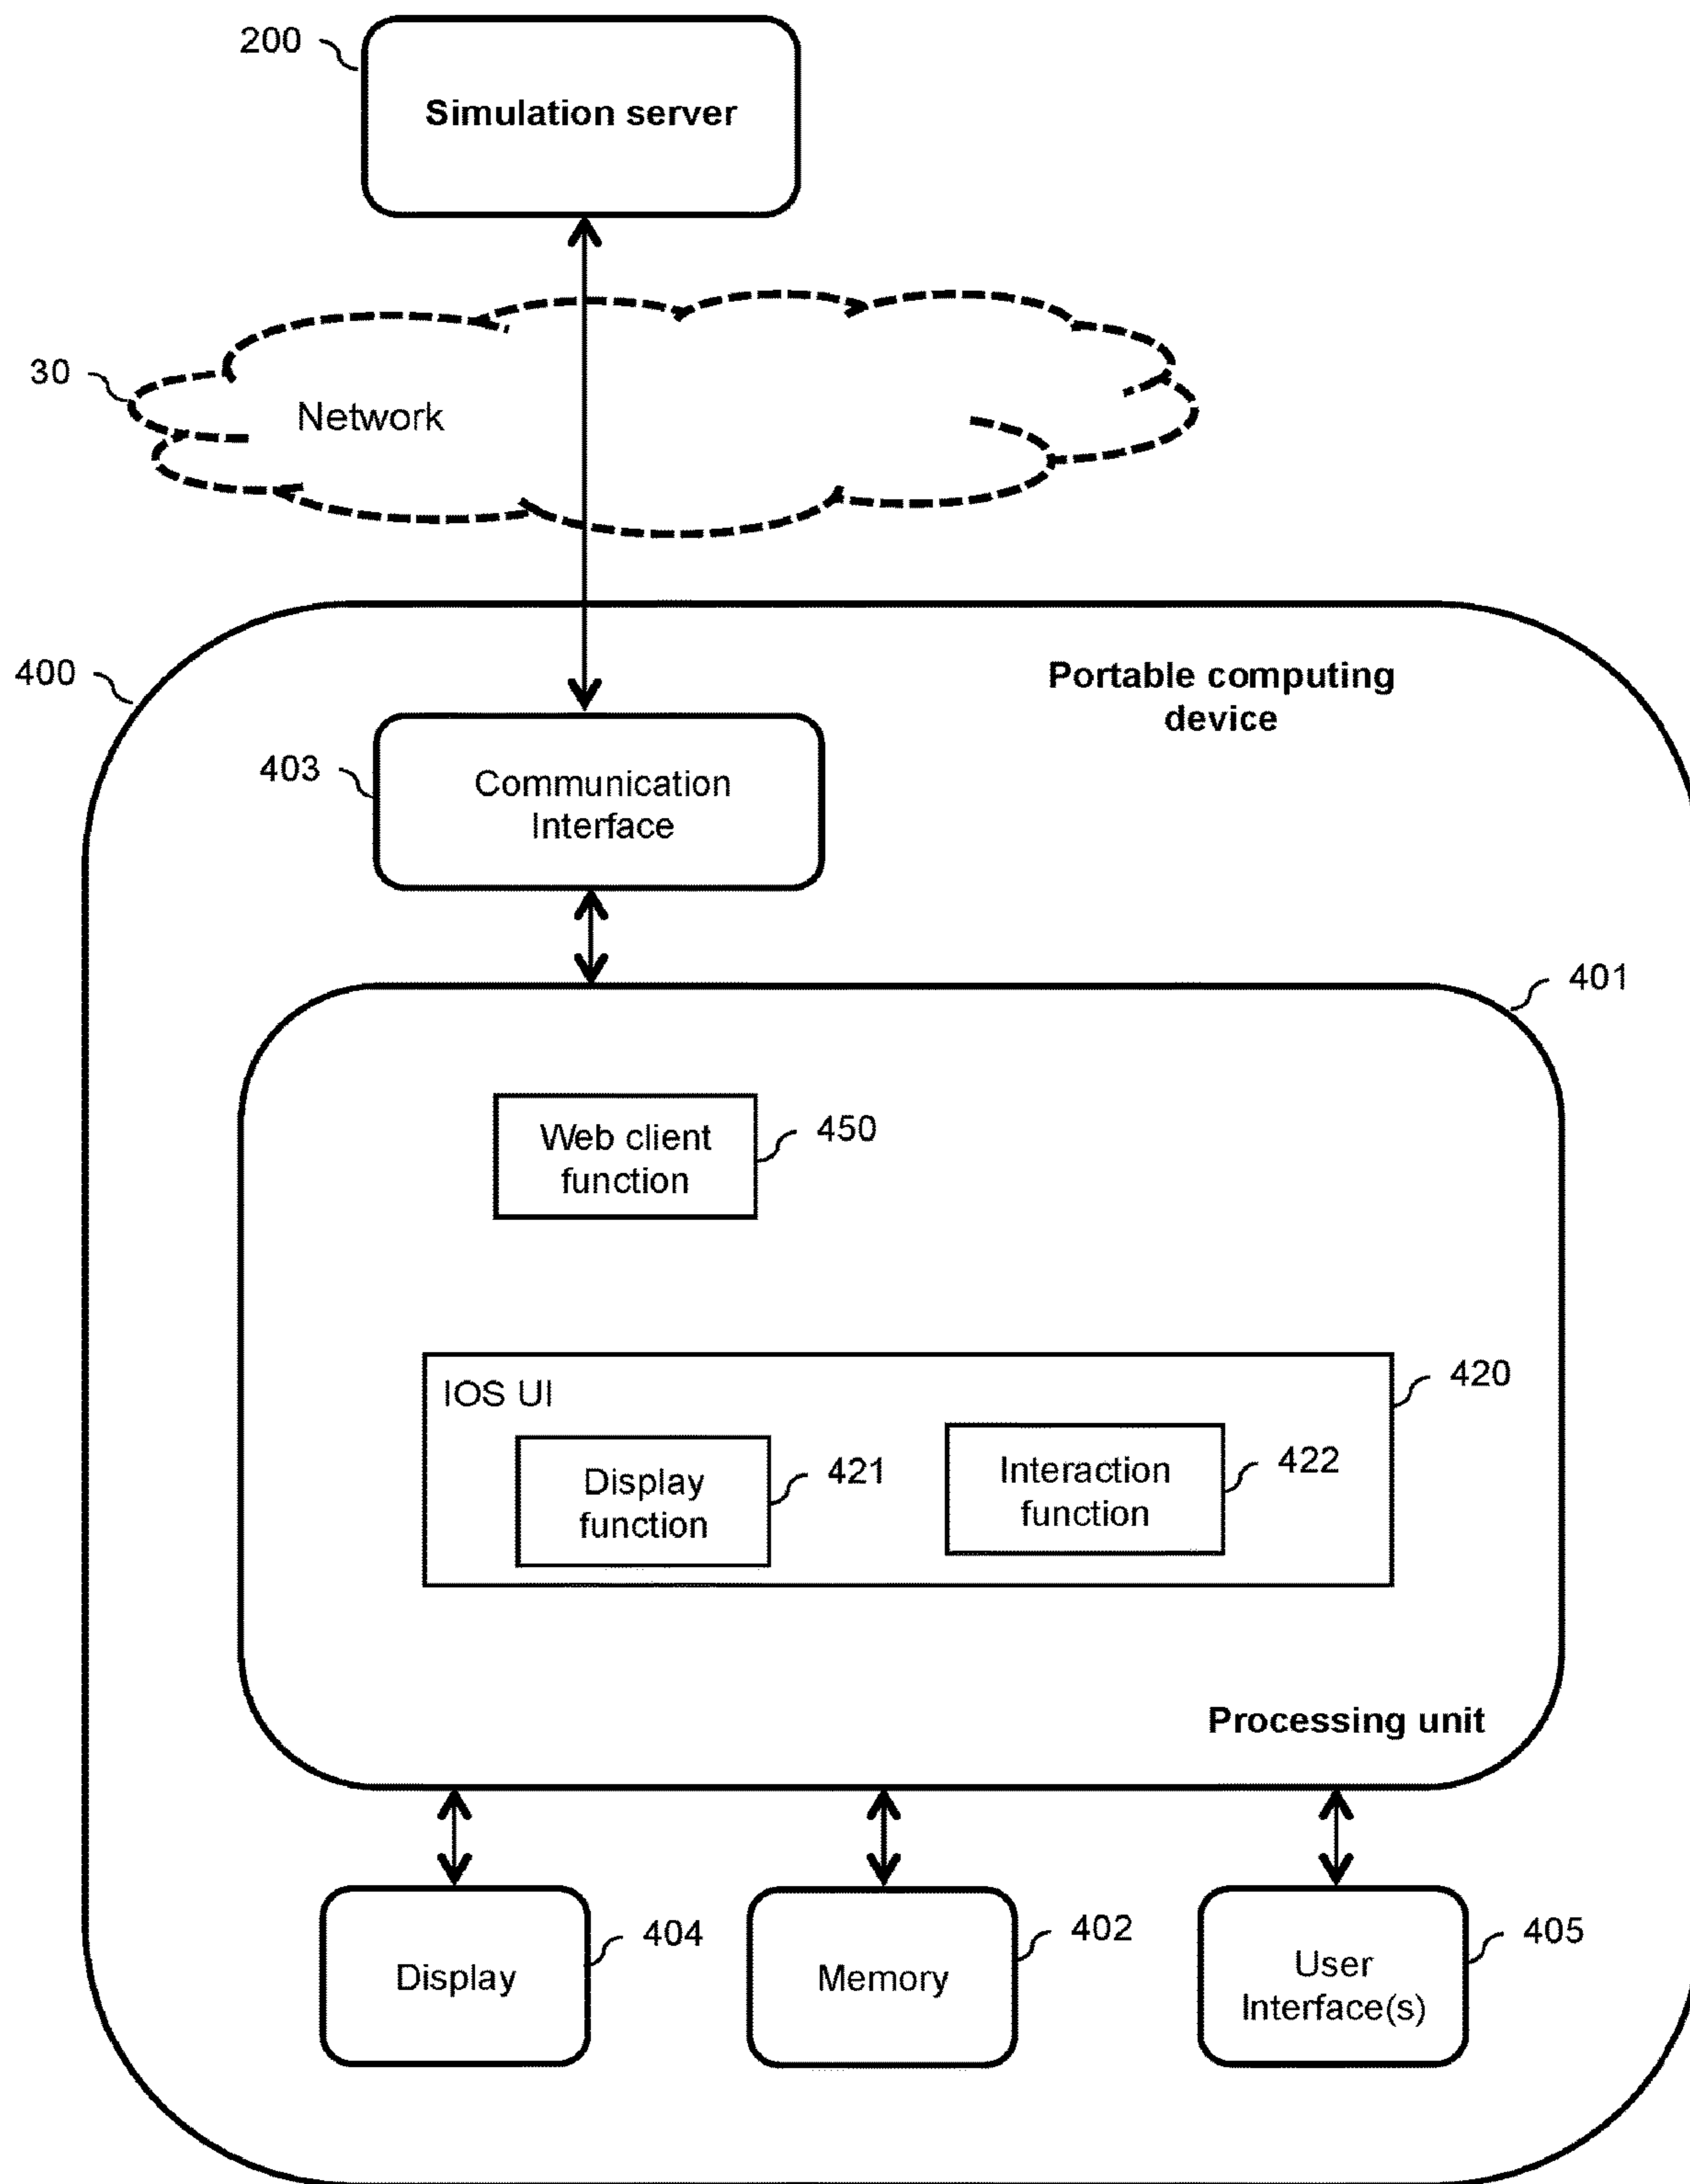 200
Simulation server
30
Network
400
Portable computing
device
403
Communication
Interface
401
Web client
function
450
IOS UI
420
Display
function
421
Interaction
function
422
Processing unit
Display
404
Memory
402
User
Interface(s)
405